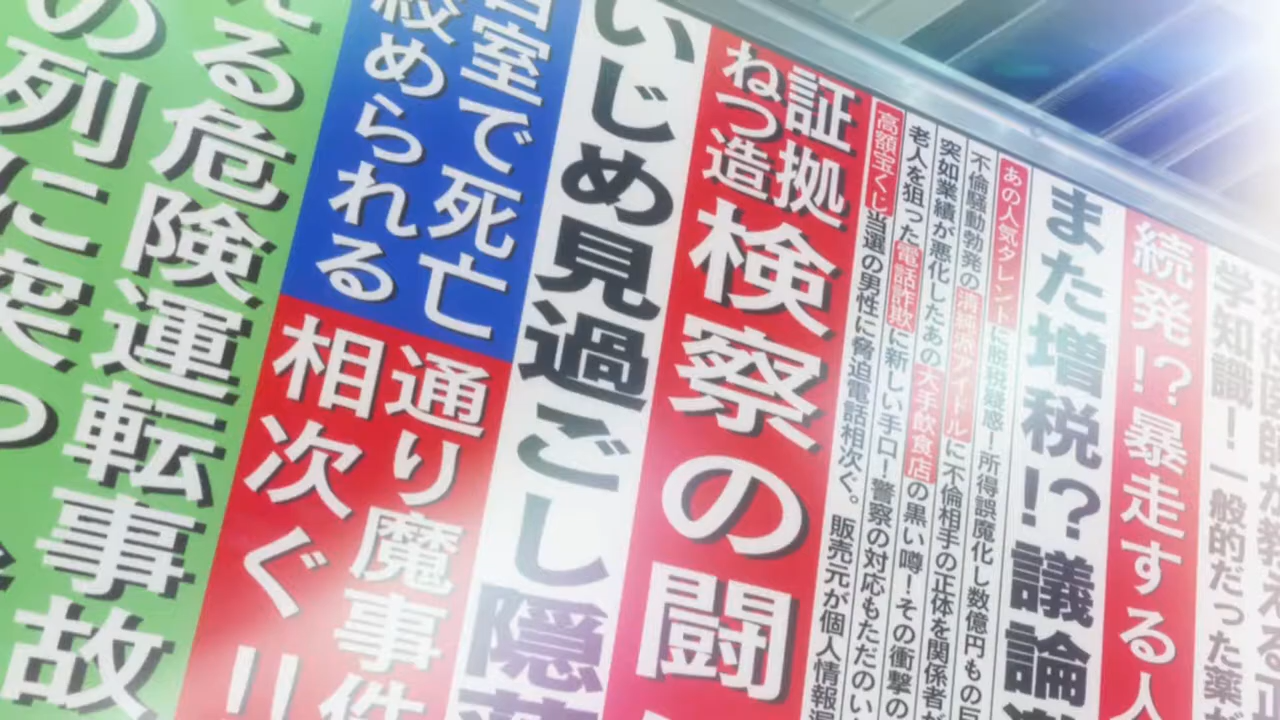 学知識！一般的だった薬
続発!?暴走する人
また増税!?議論
あの人気タレントに脱税疑惑！所得誤魔化し数億円もの巨
不倫騒動勃発の清純派アイドルに不倫相手の正体を関係者が
突如業績が悪化したあの大手飲食店の黒い噂！その衝撃の
老人を狙った電話詐欺に新しい手口！警察の対応もただのい
高額宝くじ当選の男性に脅迫電話相次ぐ。販売元が個人情報漏
証拠
ねつ造
検察の闘
いじめ見過ごし隠蔽
室で死亡
絞められる
通り魔事件
相次ぐ!!
る危険運転事故
の列に突っ